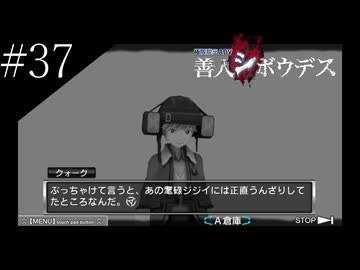 #37
極限脱出ADV
善人シボウデス
クォーク
ぶっちゃけて言うと、あの耄碌ジジイには正直うんざりして
たところなんだ。
【MENU】touch pad button
A倉庫
STOP